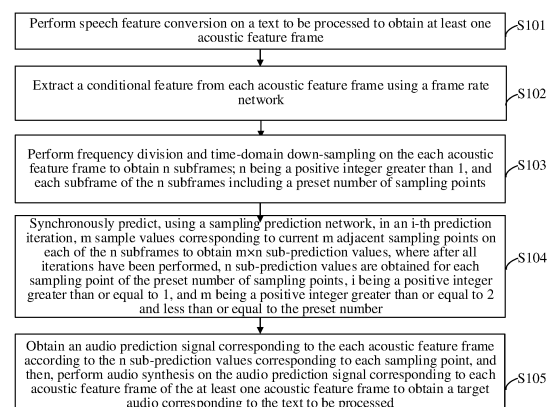 Perform speech feature conversion on a text to be processed to obtain at least one
acoustic feature frame
S101
Extract a conditional feature from each acoustic feature frame using a frame rate
network
S102
Perform frequency division and time-domain down-sampling on the each acoustic
feature frame to obtain n subframes; n being a positive integer greater than 1, and
each subframe of the n subframes including a preset number of sampling points
S103
Synchronously predict, using a sampling prediction network, in an i-th prediction
iteration, m sample values corresponding to current m adjacent sampling points on
each of the n subframes to obtain m×n sub-prediction values, where after all
iterations have been performed, n sub-prediction values are obtained for each
sampling point of the preset number of sampling points, i being a positive integer
greater than or equal to 1, and m being a positive integer greater than or equal to 2
and less than or equal to the preset number
S104
Obtain an audio prediction signal corresponding to the each acoustic feature frame
according to the n sub-prediction values corresponding to each sampling point, and
then, perform audio synthesis on the audio prediction signal corresponding to each
acoustic feature frame of the at least one acoustic feature frame to obtain a target
audio corresponding to the text to be processed
S105